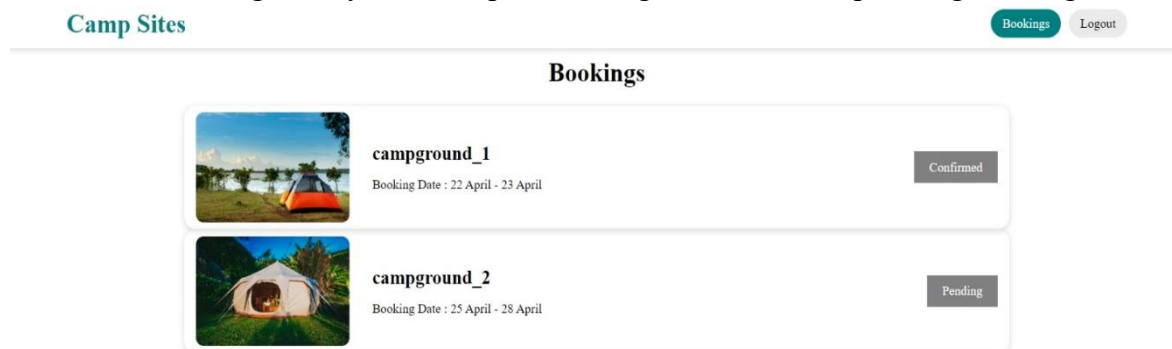 Camp Sites
Bookings Logout
Bookings
campground_1
Booking Date : 22 April - 23 April
Confirmed
campground_2
Booking Date : 25 April - 28 April
Pending